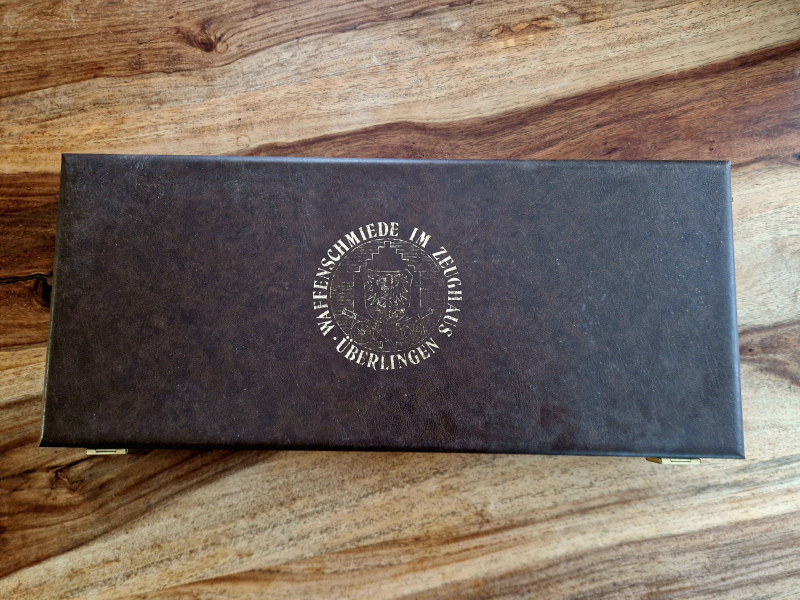 WAFFENSCHMIEDE IM ZEUGHAUS
· ÜBERLINGEN